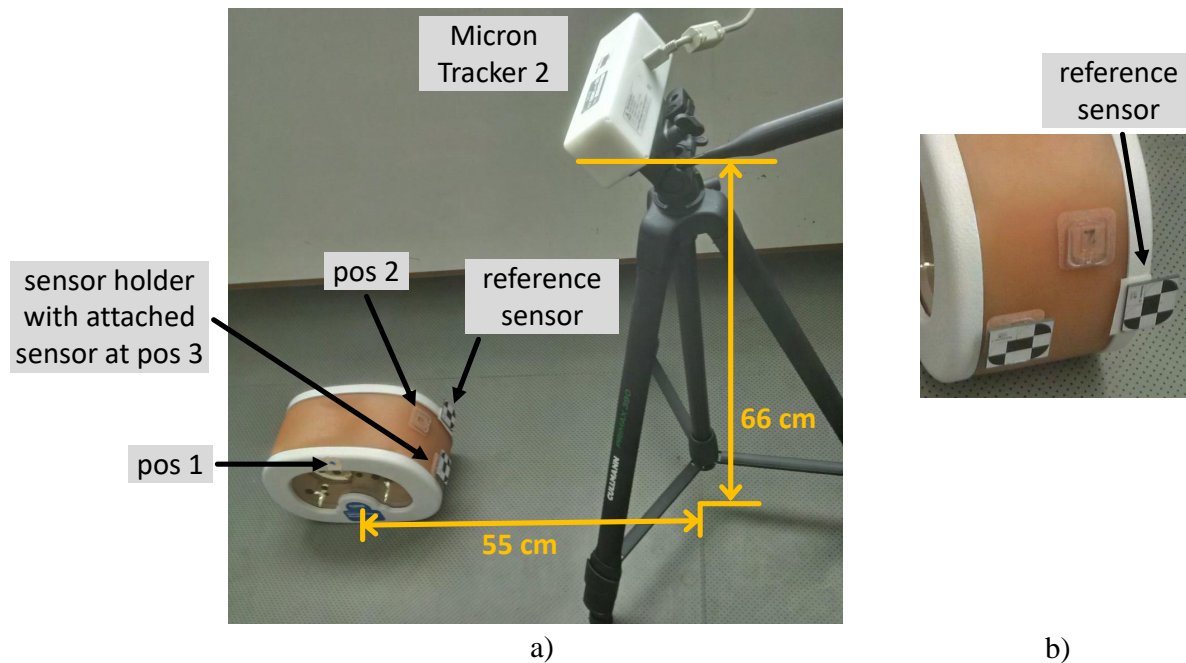 Micron
Tracker 2
reference
sensor
pos 2
reference
sensor
sensor holder
with attached
sensor at pos 3
pos 1
66 cm
55 cm
CULLMANN
a)
b)